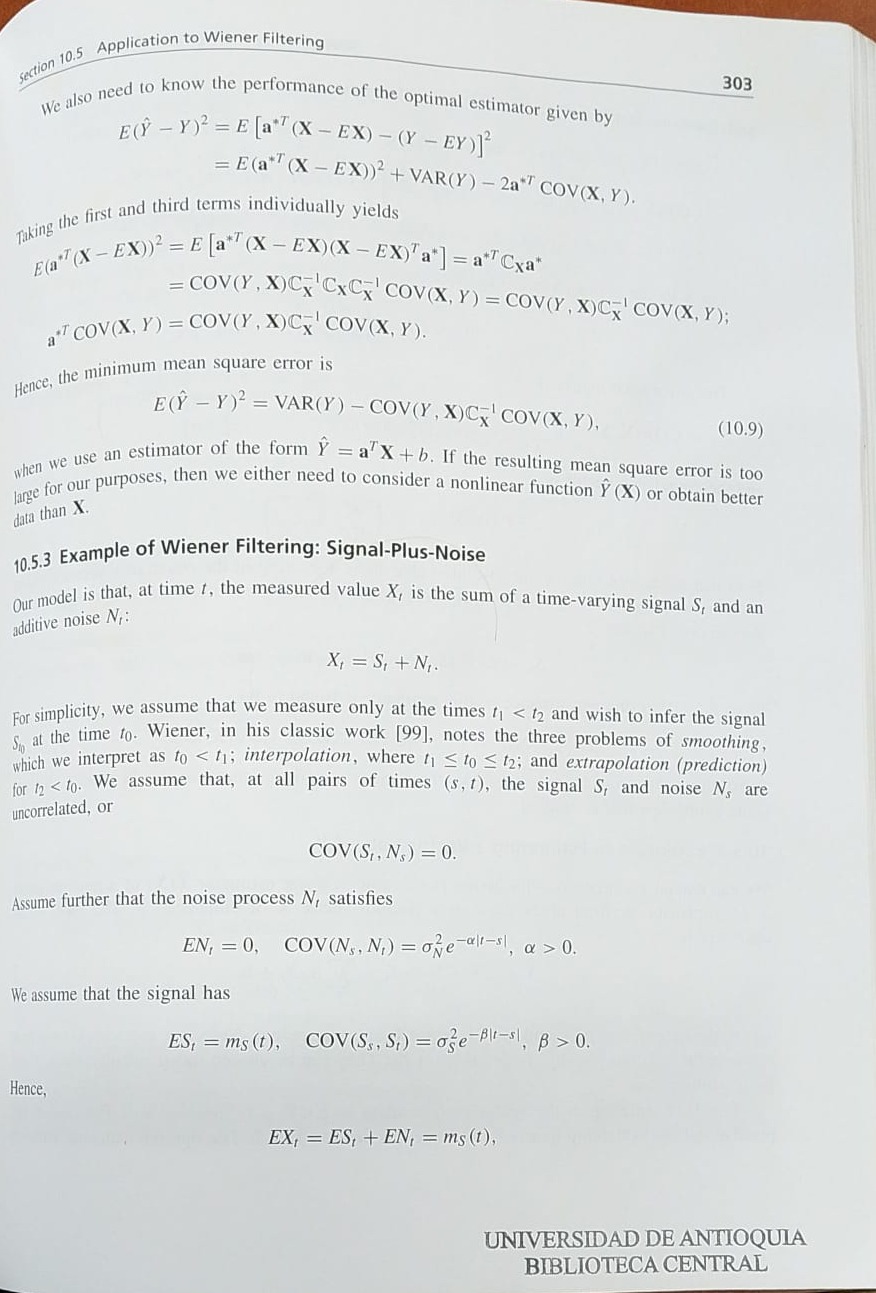 Section 10.5 Application to Wiener Filtering
303
We also need to know the performance of the optimal estimator given by
E(Ŷ − Y)² = E [a*ᵀ (X − EX) − (Y − EY)]²
= E(a*ᵀ (X − EX))² + VAR(Y) − 2a*ᵀ COV(X, Y).
Taking the first and third terms individually yields
E(a*ᵀ(X − EX))² = E [a*ᵀ (X − EX)(X − EX)ᵀ a*] = a*ᵀ ℂ_X a*
= COV(Y, X)ℂ_X⁻¹ ℂ_X ℂ_X⁻¹ COV(X, Y) = COV(Y, X)ℂ_X⁻¹ COV(X, Y);
a*ᵀ COV(X, Y) = COV(Y, X)ℂ_X⁻¹ COV(X, Y).
Hence, the minimum mean square error is
E(Ŷ − Y)² = VAR(Y) − COV(Y, X)ℂ_X⁻¹ COV(X, Y), (10.9)
when we use an estimator of the form Ŷ = aᵀX + b. If the resulting mean square error is too
large for our purposes, then we either need to consider a nonlinear function Ŷ(X) or obtain better
data than X.
10.5.3 Example of Wiener Filtering: Signal-Plus-Noise
Our model is that, at time t, the measured value X_t is the sum of a time-varying signal S_t and an
additive noise N_t:
X_t = S_t + N_t.
For simplicity, we assume that we measure only at the times t₁ < t₂ and wish to infer the signal
S_t₀ at the time t₀. Wiener, in his classic work [99], notes the three problems of smoothing,
which we interpret as t₀ < t₁; interpolation, where t₁ ≤ t₀ ≤ t₂; and extrapolation (prediction)
for t₂ < t₀. We assume that, at all pairs of times (s, t), the signal S_t and noise N_s are
uncorrelated, or
COV(S_t, N_s) = 0.
Assume further that the noise process N_t satisfies
EN_t = 0, COV(N_s, N_t) = σ_N² e^{−α|t−s|}, α > 0.
We assume that the signal has
ES_t = m_S(t), COV(S_s, S_t) = σ_S² e^{−β|t−s|}, β > 0.
Hence,
EX_t = ES_t + EN_t = m_S(t),
UNIVERSIDAD DE ANTIOQUIA
BIBLIOTECA CENTRAL